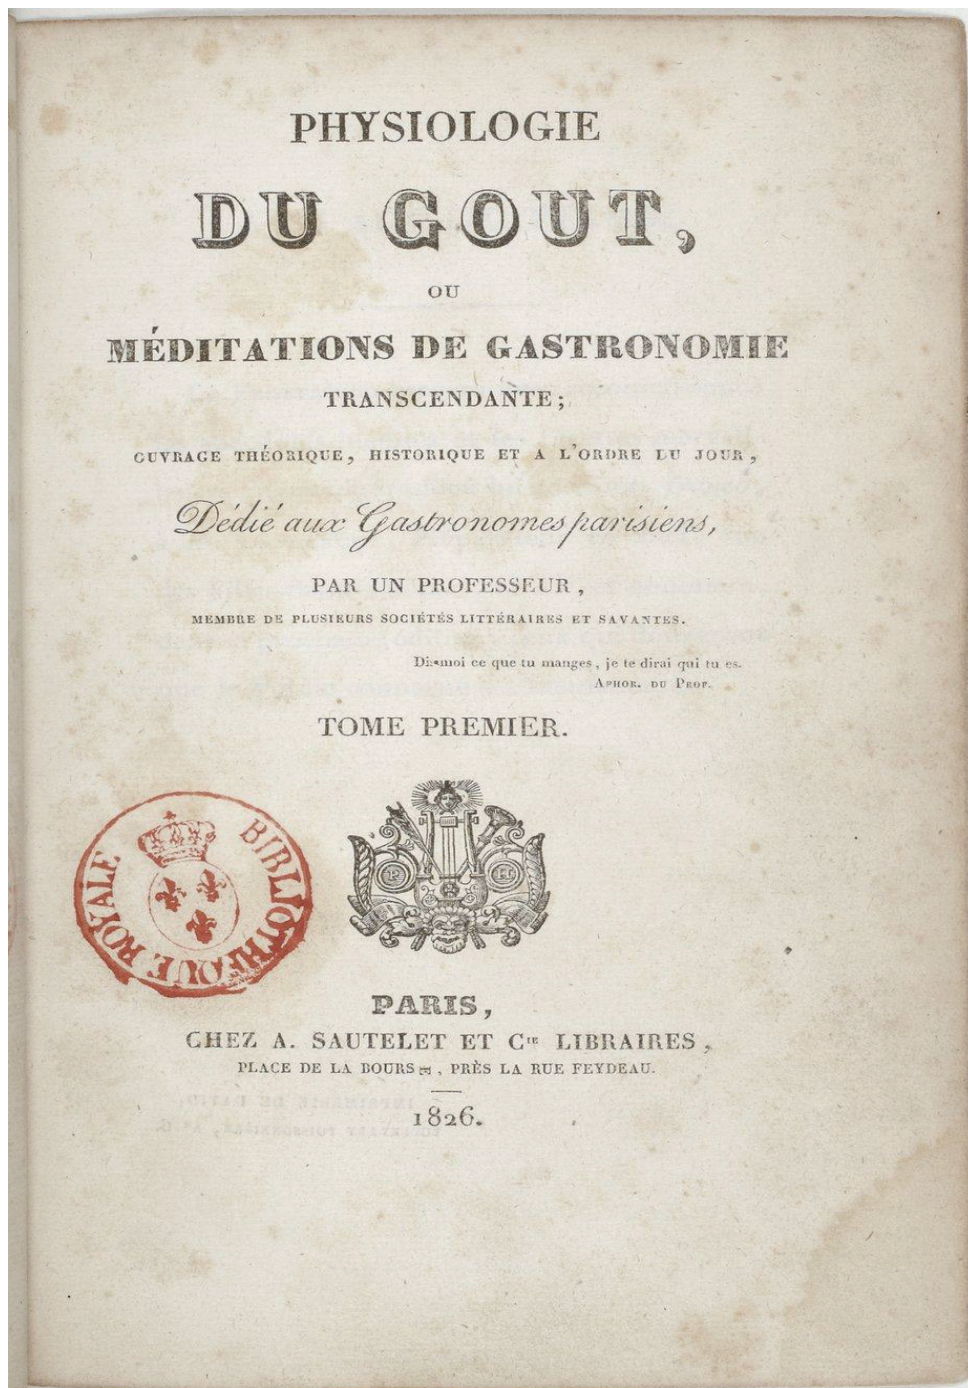 PHYSIOLOGIE
DU GOUT,
OU
MÉDITATIONS DE GASTRONOMIE
TRANSCENDANTE;
OUVRAGE THÉORIQUE, HISTORIQUE ET A L'ORDRE DU JOUR,
Dédié aux Gastronomes parisiens,
PAR UN PROFESSEUR,
MEMBRE DE PLUSIEURS SOCIÉTÉS LITTÉRAIRES ET SAVANTES.
Dis-moi ce que tu manges, je te dirai qui tu es.
APHOR. DU PROF.
TOME PREMIER.
P H
BIBLIOTHEQUE ROYALE
PARIS,
CHEZ A. SAUTELET ET Cie LIBRAIRES,
PLACE DE LA BOURSE, PRÈS LA RUE FEYDEAU.
1826.